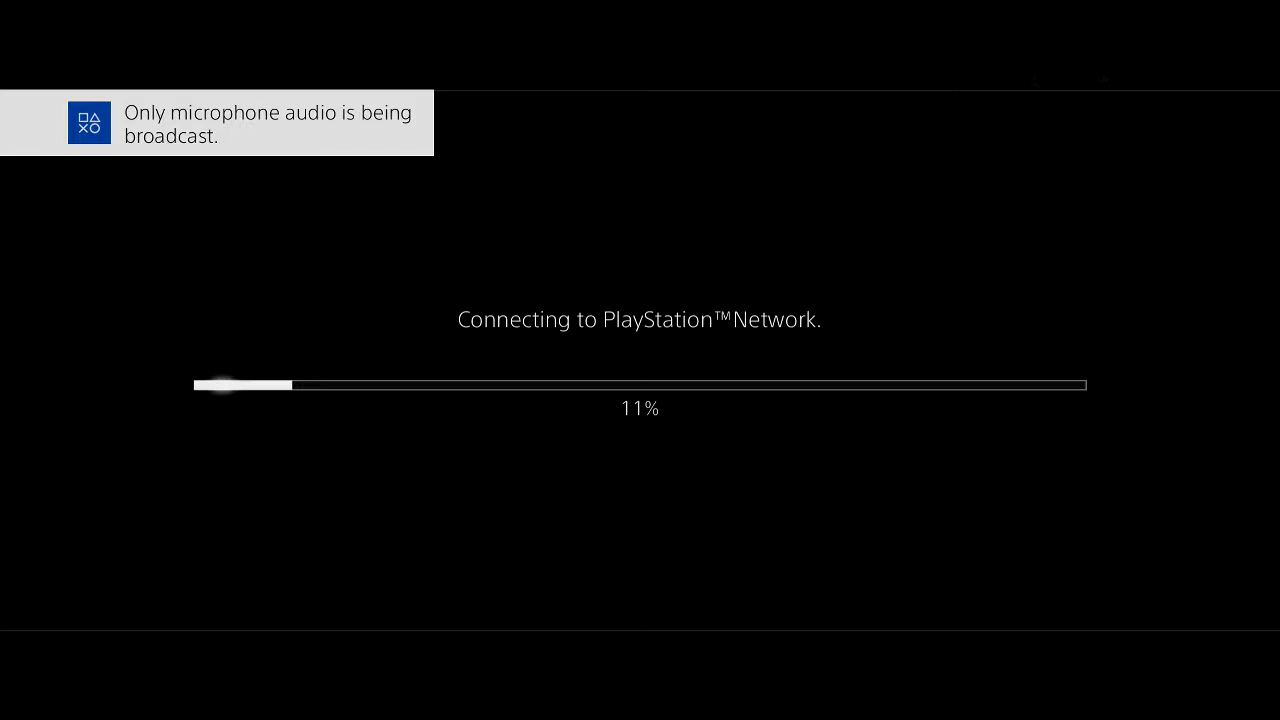 Only microphone audio is being
broadcast.
Connecting to PlayStation™Network.
11%